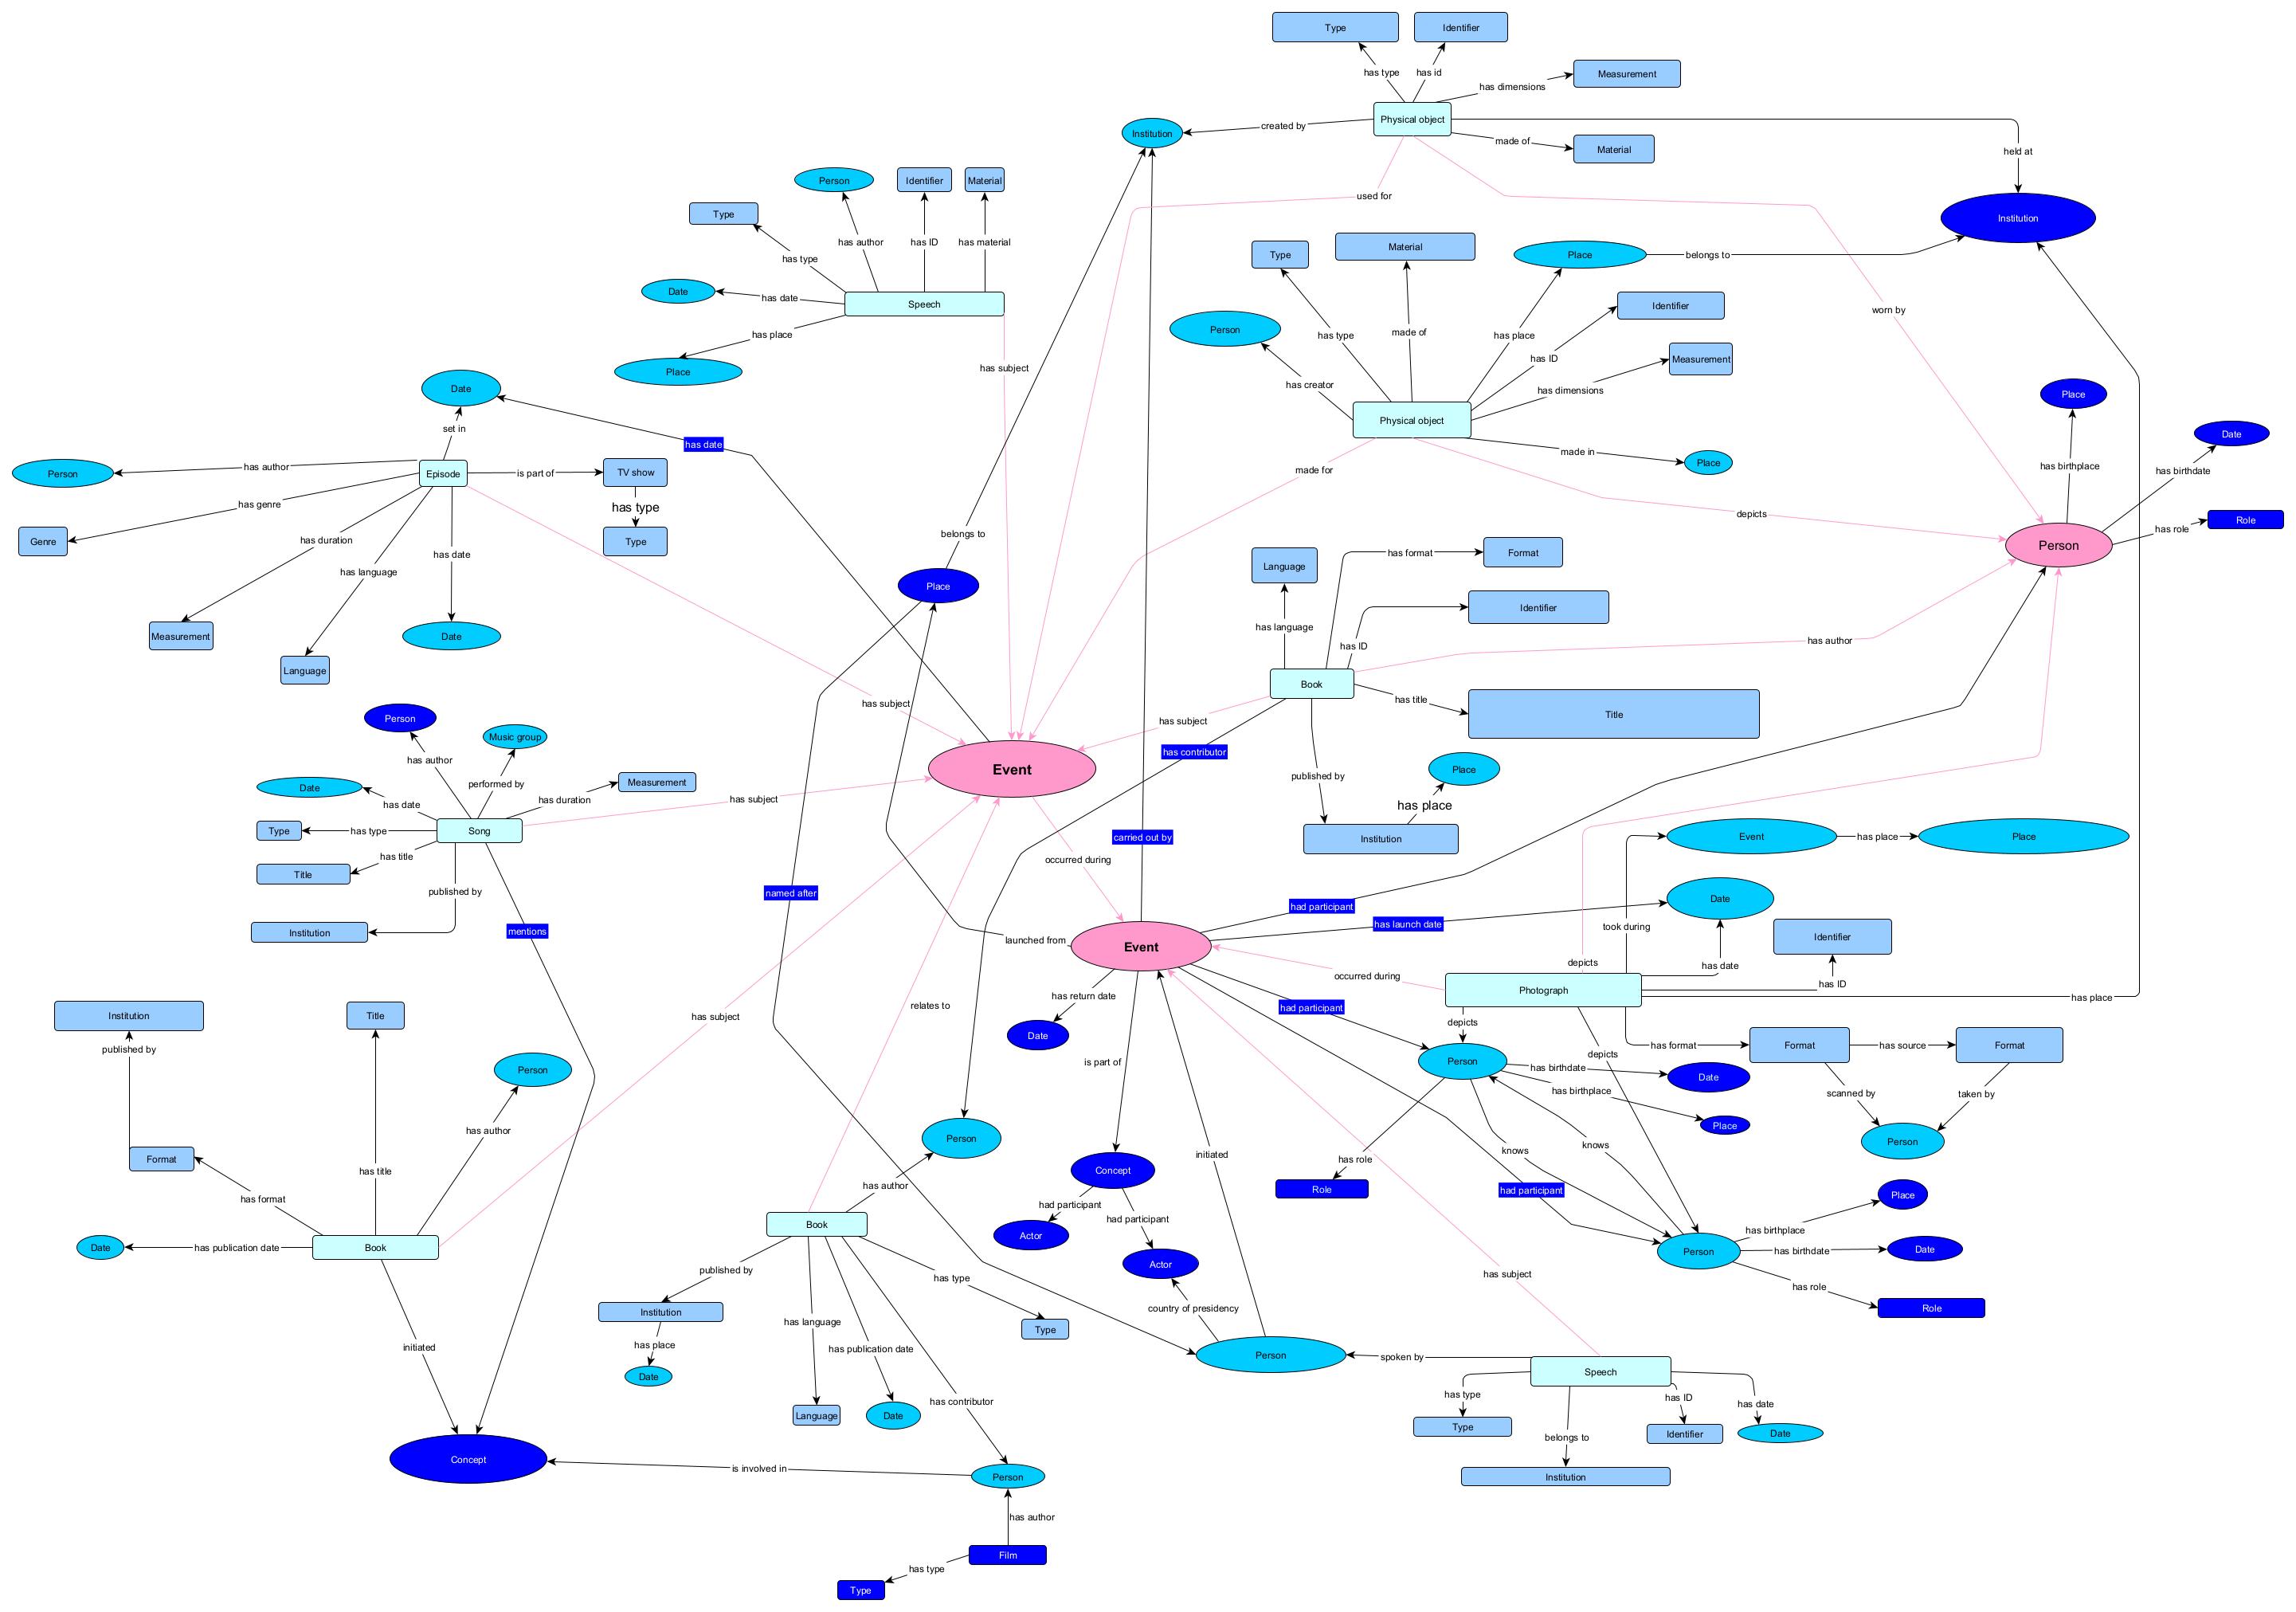 Type
Identifier
has type
has id
Measurement
has dimensions
Physical object
created by
Institution
made of
Material
held at
Person
Identifier
Material
used for
Type
Institution
has author
has ID
has material
has type
Type
Material
Place
belongs to
Date
has date
Speech
Identifier
worn by
Person
has type
made of
has place
has place
Place
has subject
has ID
Measurement
has creator
has dimensions
Date
Place
Physical object
set in
has date
Date
Person
has author
Episode
is part of
TV show
made for
made in
Place
has birthplace
has birthdate
has genre
has type
depicts
Role
has role
Genre
has duration
Type
belongs to
Person
has date
has format
Format
has language
Language
Place
Identifier
Measurement
Date
has language
has ID
has author
Language
Book
has subject
has title
Title
Person
Music group
has subject
has contributor
has author
performed by
Event
Place
Date
has date
has duration
Measurement
published by
has subject
has place
Type
has type
Song
carried out by
Institution
Event
has place
Place
has title
occurred during
Title
published by
named after
had participant
Date
has launch date
took during
Institution
mentions
launched from
Event
Identifier
depicts
has date
occurred during
has ID
Photograph
has return date
has place
relates to
had participant
Institution
Title
has subject
depicts
Date
published by
is part of
Person
has format
Format
has source
Format
depicts
has birthdate
Date
Person
has birthplace
scanned by
taken by
has author
Place
Person
Person
knows
knows
Format
has title
initiated
has role
Concept
has author
Role
had participant
Place
has format
had participant
had participant
has birthplace
Book
Actor
Person
has birthdate
Date
Date
has publication date
Book
Actor
published by
has type
has subject
has role
Institution
country of presidency
Role
has language
Type
initiated
has place
has publication date
Person
spoken by
Speech
Date
has type
has ID
has contributor
has date
Language
Date
Type
Identifier
Date
belongs to
Concept
is involved in
Person
Institution
has author
Film
has type
Type